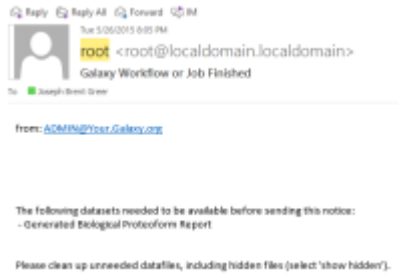 Reply Reply All Forward IM
Tue 5/26/2015 8:05 PM
root <root@localdomain.localdomain>
Galaxy Workflow or Job Finished
To Joseph Brent Greer
from: ADMIN@Your.Galaxy.org
The following datasets needed to be available before sending this notice:
- Generated Biological Proteoform Report
Please clean up unneeded datafiles, including hidden files (select 'show hidden').